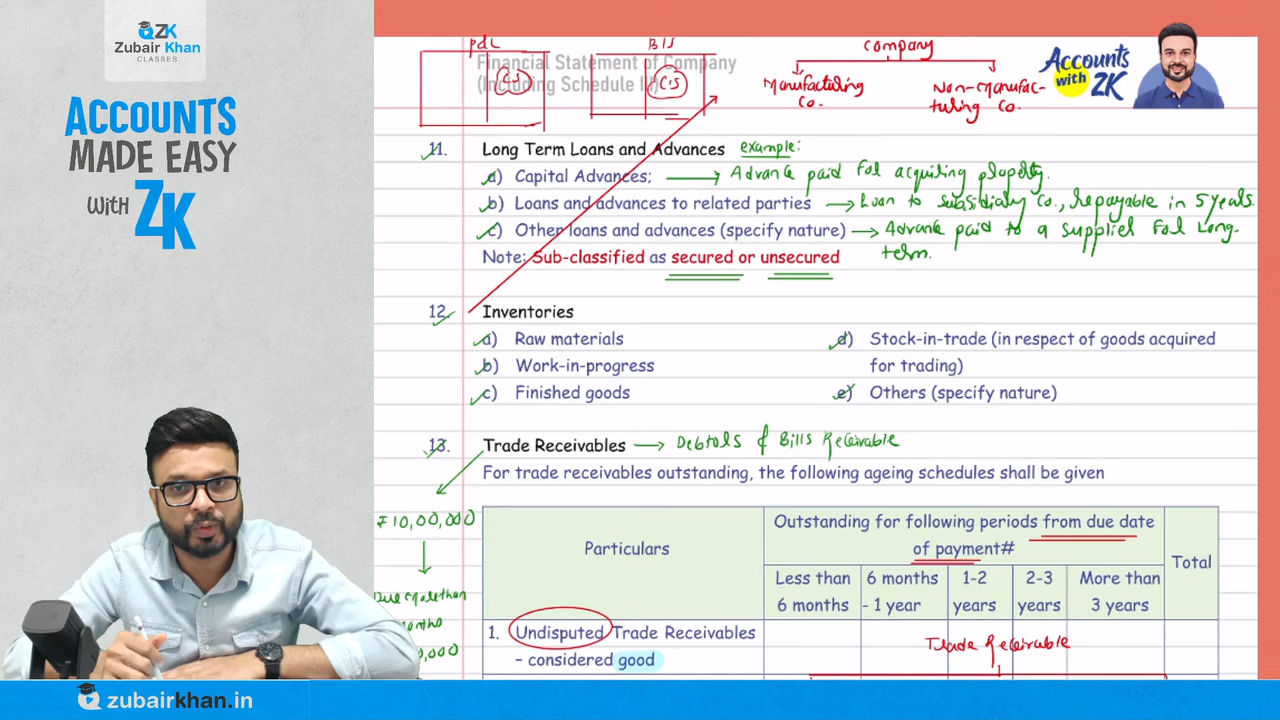 ZK
Zubair Khan
CLASSES
ACCOUNTS
MADE EASY
With ZK
P&L
C.S
B/S
C.S
Financial Statement of Company
(Including Schedule III)
Company
Manufacturing
Co.
Non-Manufac-
turing Co.
Accounts
with ZK
11. Long Term Loans and Advances example:
a) Capital Advances; → Advance paid for acquiring property.
b) Loans and advances to related parties → Loan to subsidiary Co., repayable in 5 years.
c) Other loans and advances (specify nature) → Advance paid to a supplier for long-
term.
Note: Sub-classified as secured or unsecured
12. Inventories
a) Raw materials
b) Work-in-progress
c) Finished goods
d) Stock-in-trade (in respect of goods acquired
for trading)
e) Others (specify nature)
13. Trade Receivables → Debtors & Bills Receivable
For trade receivables outstanding, the following ageing schedules shall be given
₹10,00,000
Due more than
Particulars
Outstanding for following periods from due date
of payment#
Total
Less than
6 months
6 months
- 1 year
1-2
years
2-3
years
More than
3 years
1. Undisputed Trade Receivables
– considered good
Trade Receivable
zubairkhan.in